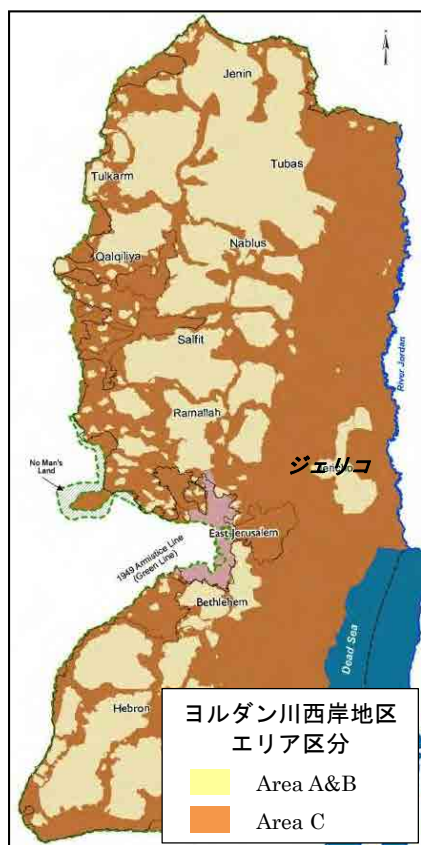 Jenin
Tubas
Tulkarm
Nablus
Qalqiliya
Salfit
River Jordan
Ramallah
ジェリコ
No Man's
Land
East Jerusalem
1949 Armistice Line
(Green Line)
Bethlehem
Dead Sea
Hebron
ヨルダン川西岸地区
エリア区分
Area A&B
Area C